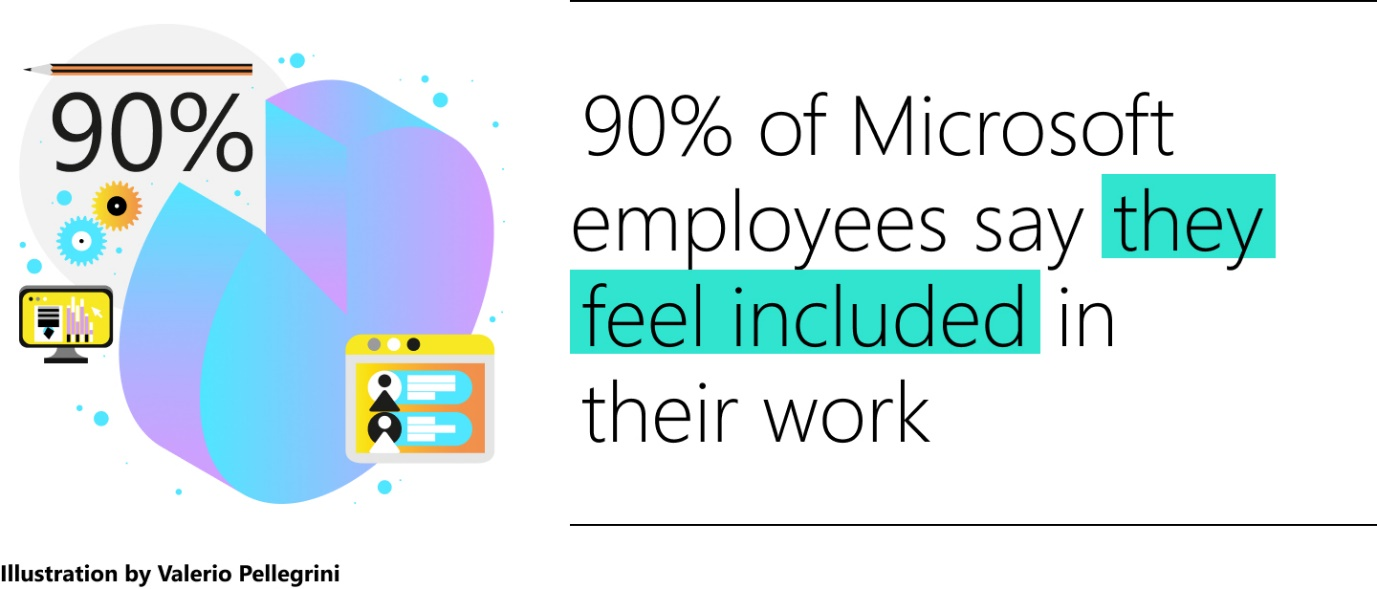 90%
90% of Microsoft
employees say they
feel included in
their work
Illustration by Valerio Pellegrini